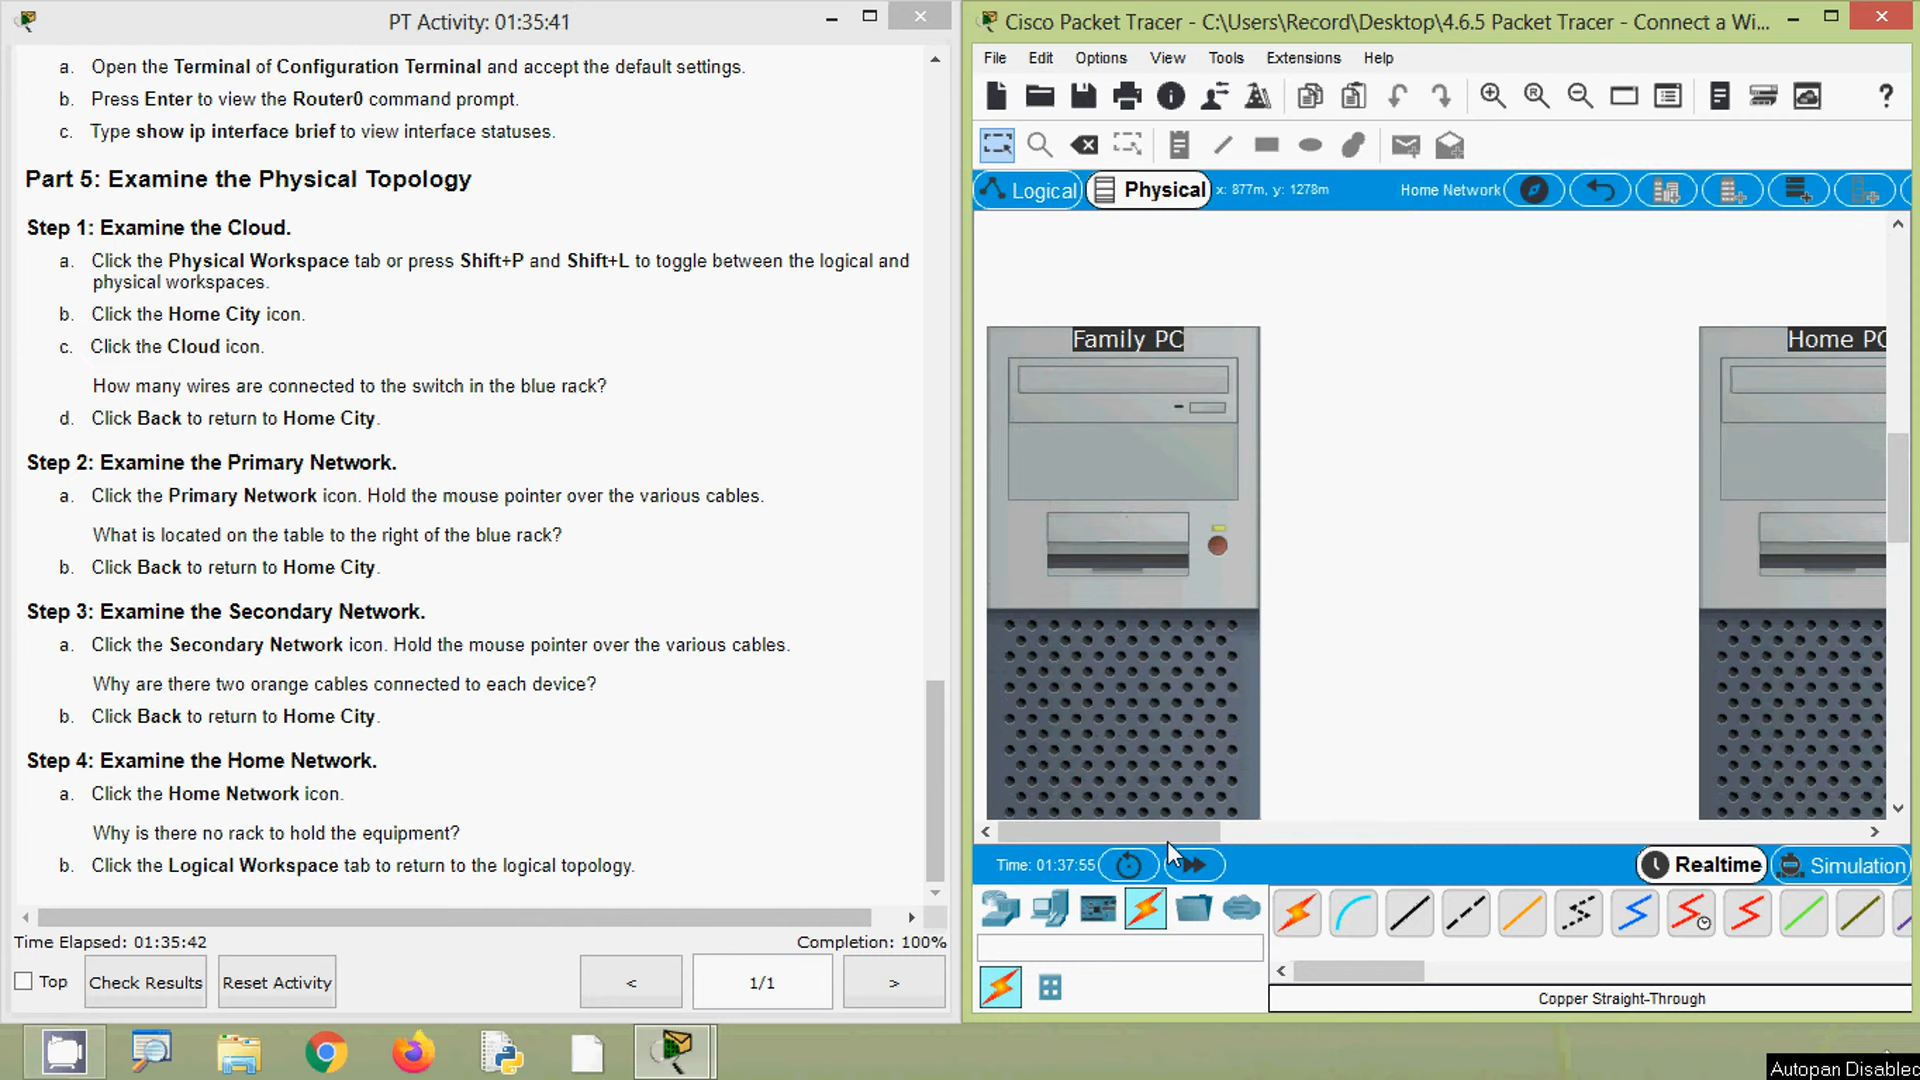 PT Activity: 01:35:41
a. Open the Terminal of Configuration Terminal and accept the default settings.
b. Press Enter to view the Router0 command prompt.
c. Type show ip interface brief to view interface statuses.
Part 5: Examine the Physical Topology
Step 1: Examine the Cloud.
a. Click the Physical Workspace tab or press Shift+P and Shift+L to toggle between the logical and
physical workspaces.
b. Click the Home City icon.
c. Click the Cloud icon.
How many wires are connected to the switch in the blue rack?
d. Click Back to return to Home City.
Step 2: Examine the Primary Network.
a. Click the Primary Network icon. Hold the mouse pointer over the various cables.
What is located on the table to the right of the blue rack?
b. Click Back to return to Home City.
Step 3: Examine the Secondary Network.
a. Click the Secondary Network icon. Hold the mouse pointer over the various cables.
Why are there two orange cables connected to each device?
b. Click Back to return to Home City.
Step 4: Examine the Home Network.
a. Click the Home Network icon.
Why is there no rack to hold the equipment?
b. Click the Logical Workspace tab to return to the logical topology.
Time Elapsed: 01:35:42
Completion: 100%
Top
Check Results
Reset Activity
<
1/1
>
Cisco Packet Tracer - C:\Users\Record\Desktop\4.6.5 Packet Tracer - Connect a Wi...
File Edit Options View Tools Extensions Help
Logical
Physical
x: 877m, y: 1278m
Home Network
Family PC
Home PC
Time: 01:37:55
Realtime
Simulation
Copper Straight-Through
Autopan Disabled